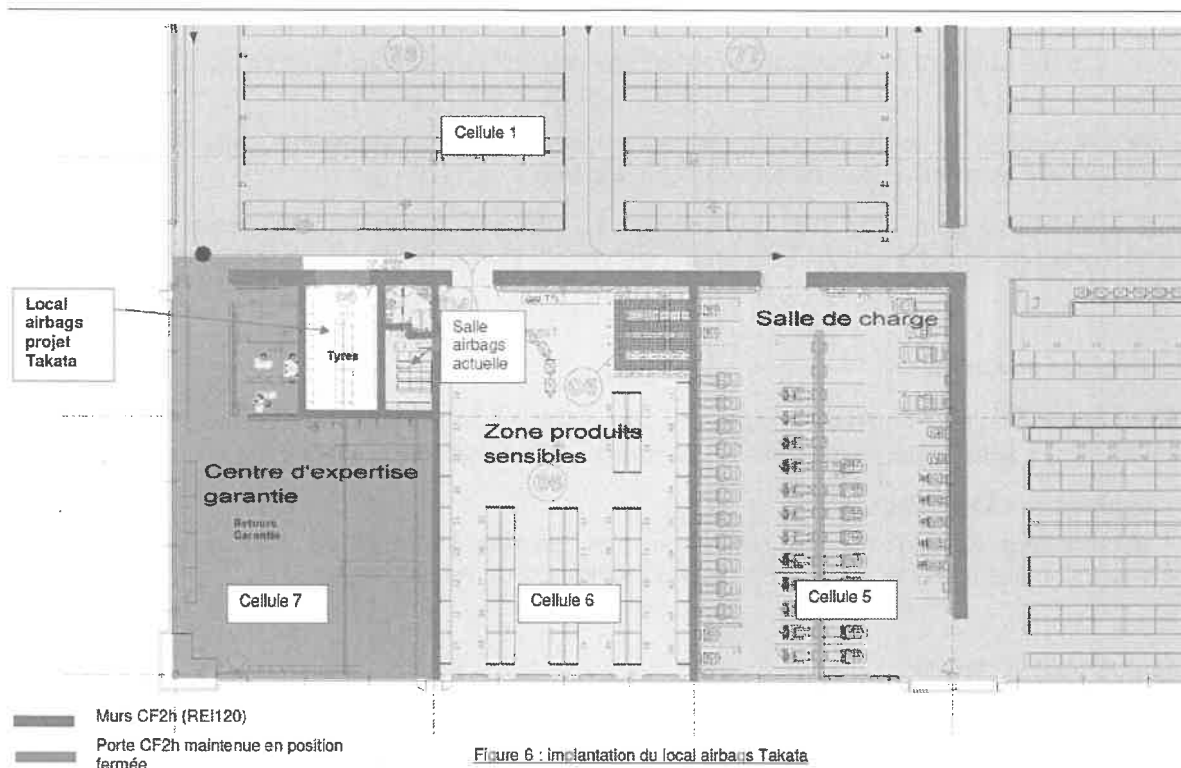 Cellule 1
Local
airbags
projet
Takata
Tyres
Salle
airbags
actuelle
Salle de charge
Zone produits
sensibles
Centre d'expertise
garantie
Retours
Garantie
Cellule 7
Cellule 6
Cellule 5
Murs CF2h (REI120)
Porte CF2h maintenue en position
fermée
Figure 6 : implantation du local airbags Takata